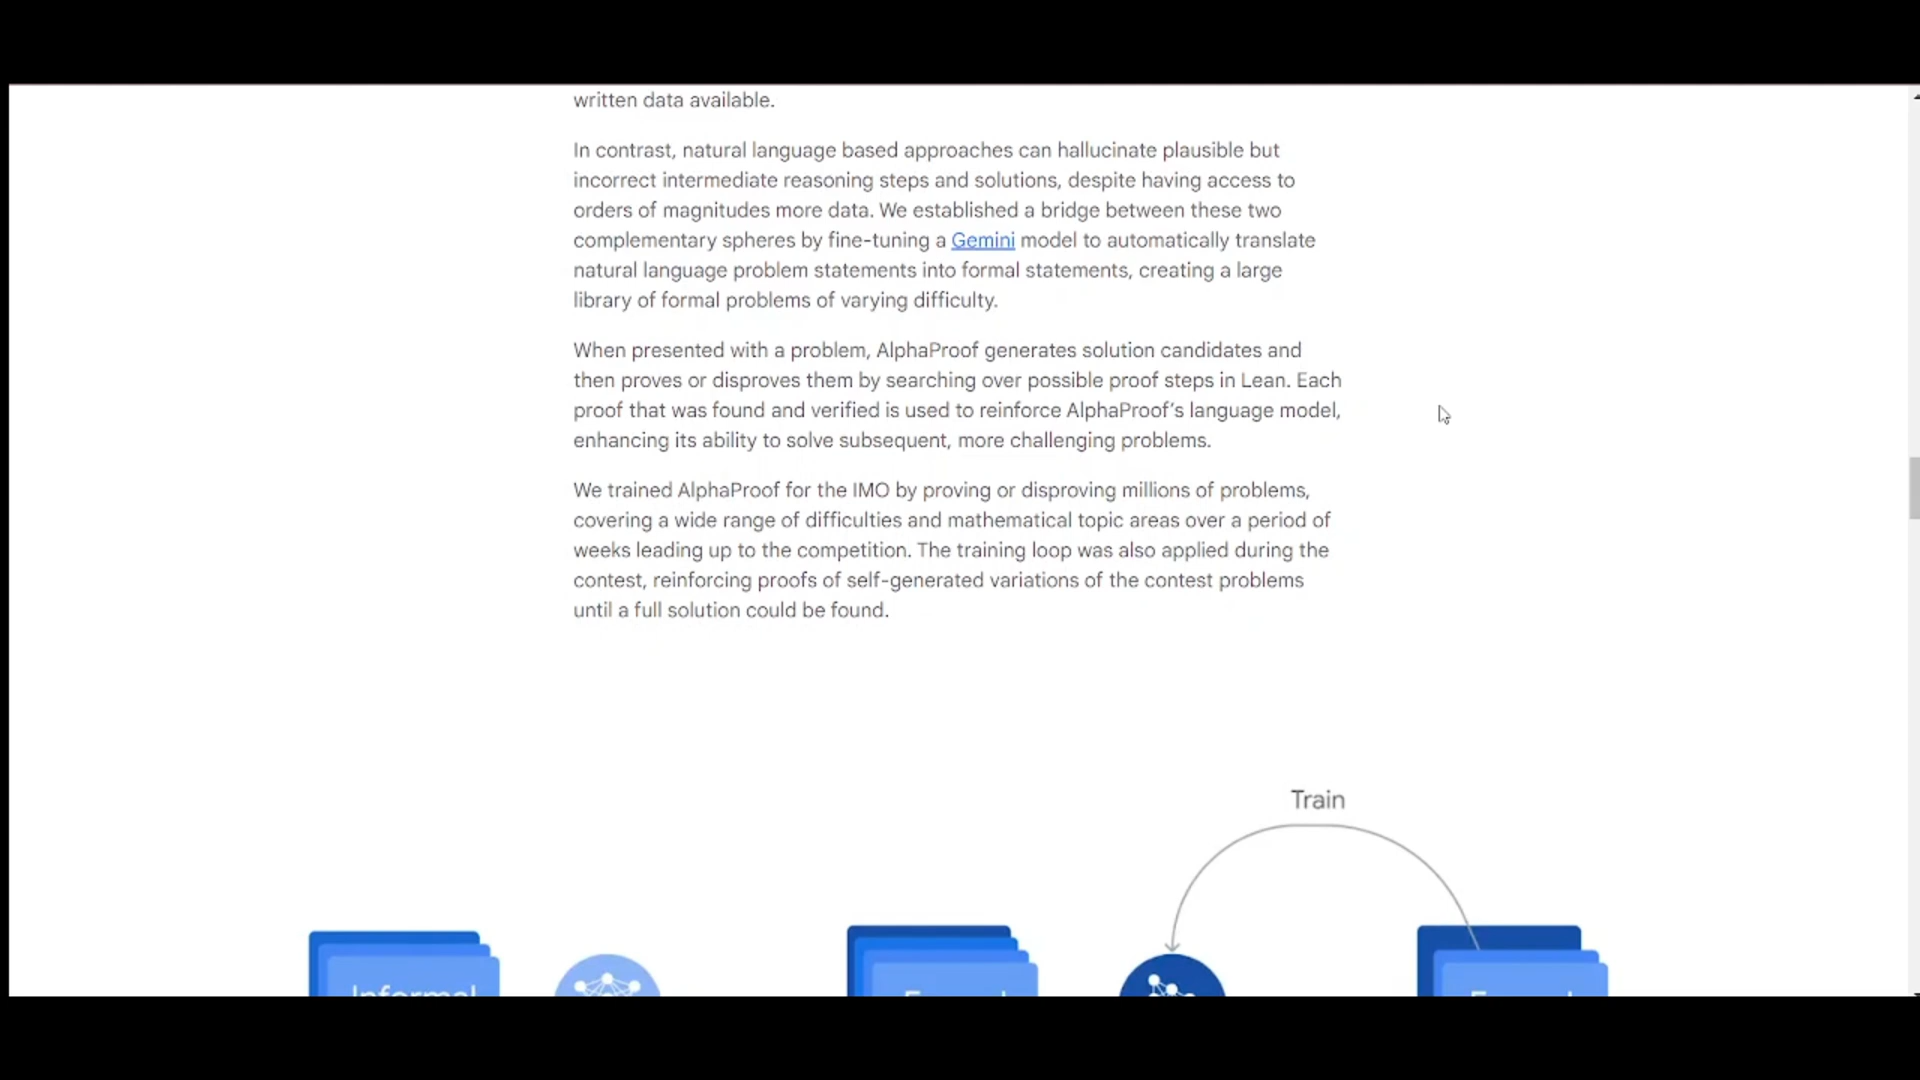 written data available.
In contrast, natural language based approaches can hallucinate plausible but
incorrect intermediate reasoning steps and solutions, despite having access to
orders of magnitudes more data. We established a bridge between these two
complementary spheres by fine-tuning a Gemini model to automatically translate
natural language problem statements into formal statements, creating a large
library of formal problems of varying difficulty.
When presented with a problem, AlphaProof generates solution candidates and
then proves or disproves them by searching over possible proof steps in Lean. Each
proof that was found and verified is used to reinforce AlphaProof's language model,
enhancing its ability to solve subsequent, more challenging problems.
We trained AlphaProof for the IMO by proving or disproving millions of problems,
covering a wide range of difficulties and mathematical topic areas over a period of
weeks leading up to the competition. The training loop was also applied during the
contest, reinforcing proofs of self-generated variations of the contest problems
until a full solution could be found.
Train
Informal